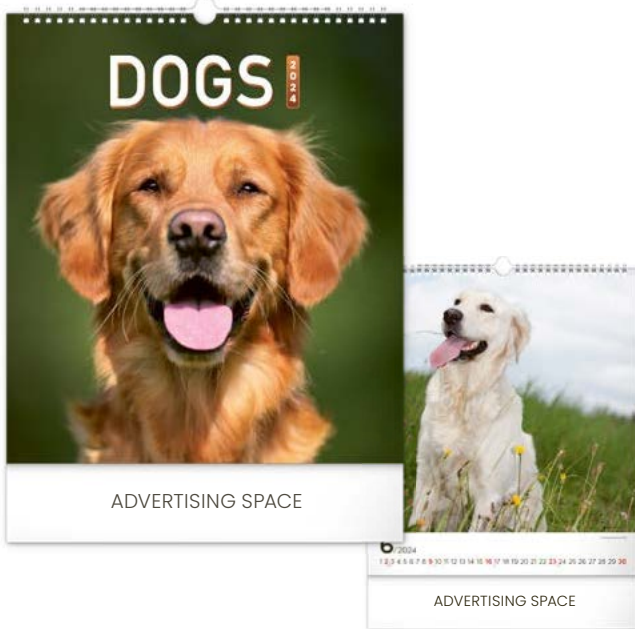 DOGS 2024
ADVERTISING SPACE
6/2024
1 2 3 4 5 6 7 8 9 10 11 12 13 14 15 16 17 18 19 20 21 22 23 24 25 26 27 28 29 30
ADVERTISING SPACE